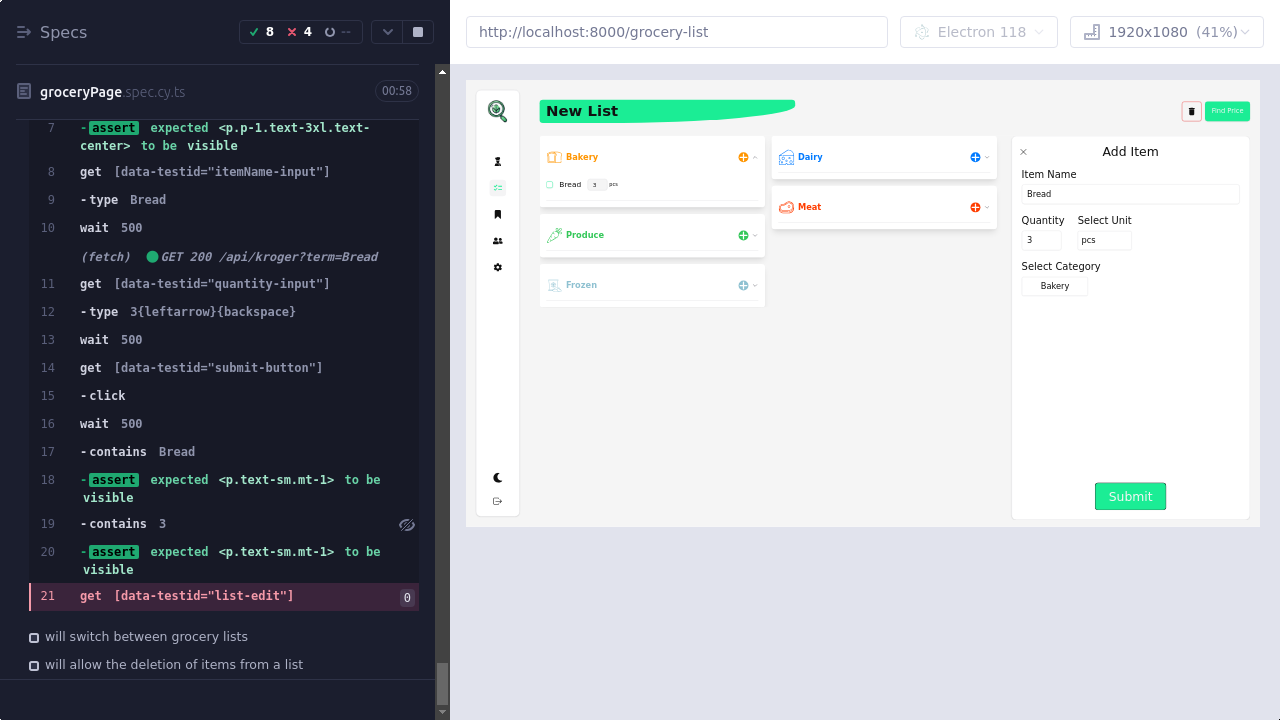 Specs
8
4
--
http://localhost:8000/grocery-list
Electron 118
1920x1080 (41%)
groceryPage.spec.cy.ts
00:58
7 -assert expected <p.p-1.text-3xl.text-
center> to be visible
8 get [data-testid="itemName-input"]
9 -type Bread
10 wait 500
(fetch) GET 200 /api/kroger?term=Bread
11 get [data-testid="quantity-input"]
12 -type 3{leftarrow}{backspace}
13 wait 500
14 get [data-testid="submit-button"]
15 -click
16 wait 500
17 -contains Bread
18 -assert expected <p.text-sm.mt-1> to be
visible
19 -contains 3
20 -assert expected <p.text-sm.mt-1> to be
visible
21 get [data-testid="list-edit"] 0
will switch between grocery lists
will allow the deletion of items from a list
New List
Find Price
Bakery
Bread 3 pcs
Produce
Frozen
Dairy
Meat
Add Item
Item Name
Bread
Quantity Select Unit
3 pcs
Select Category
Bakery
Submit